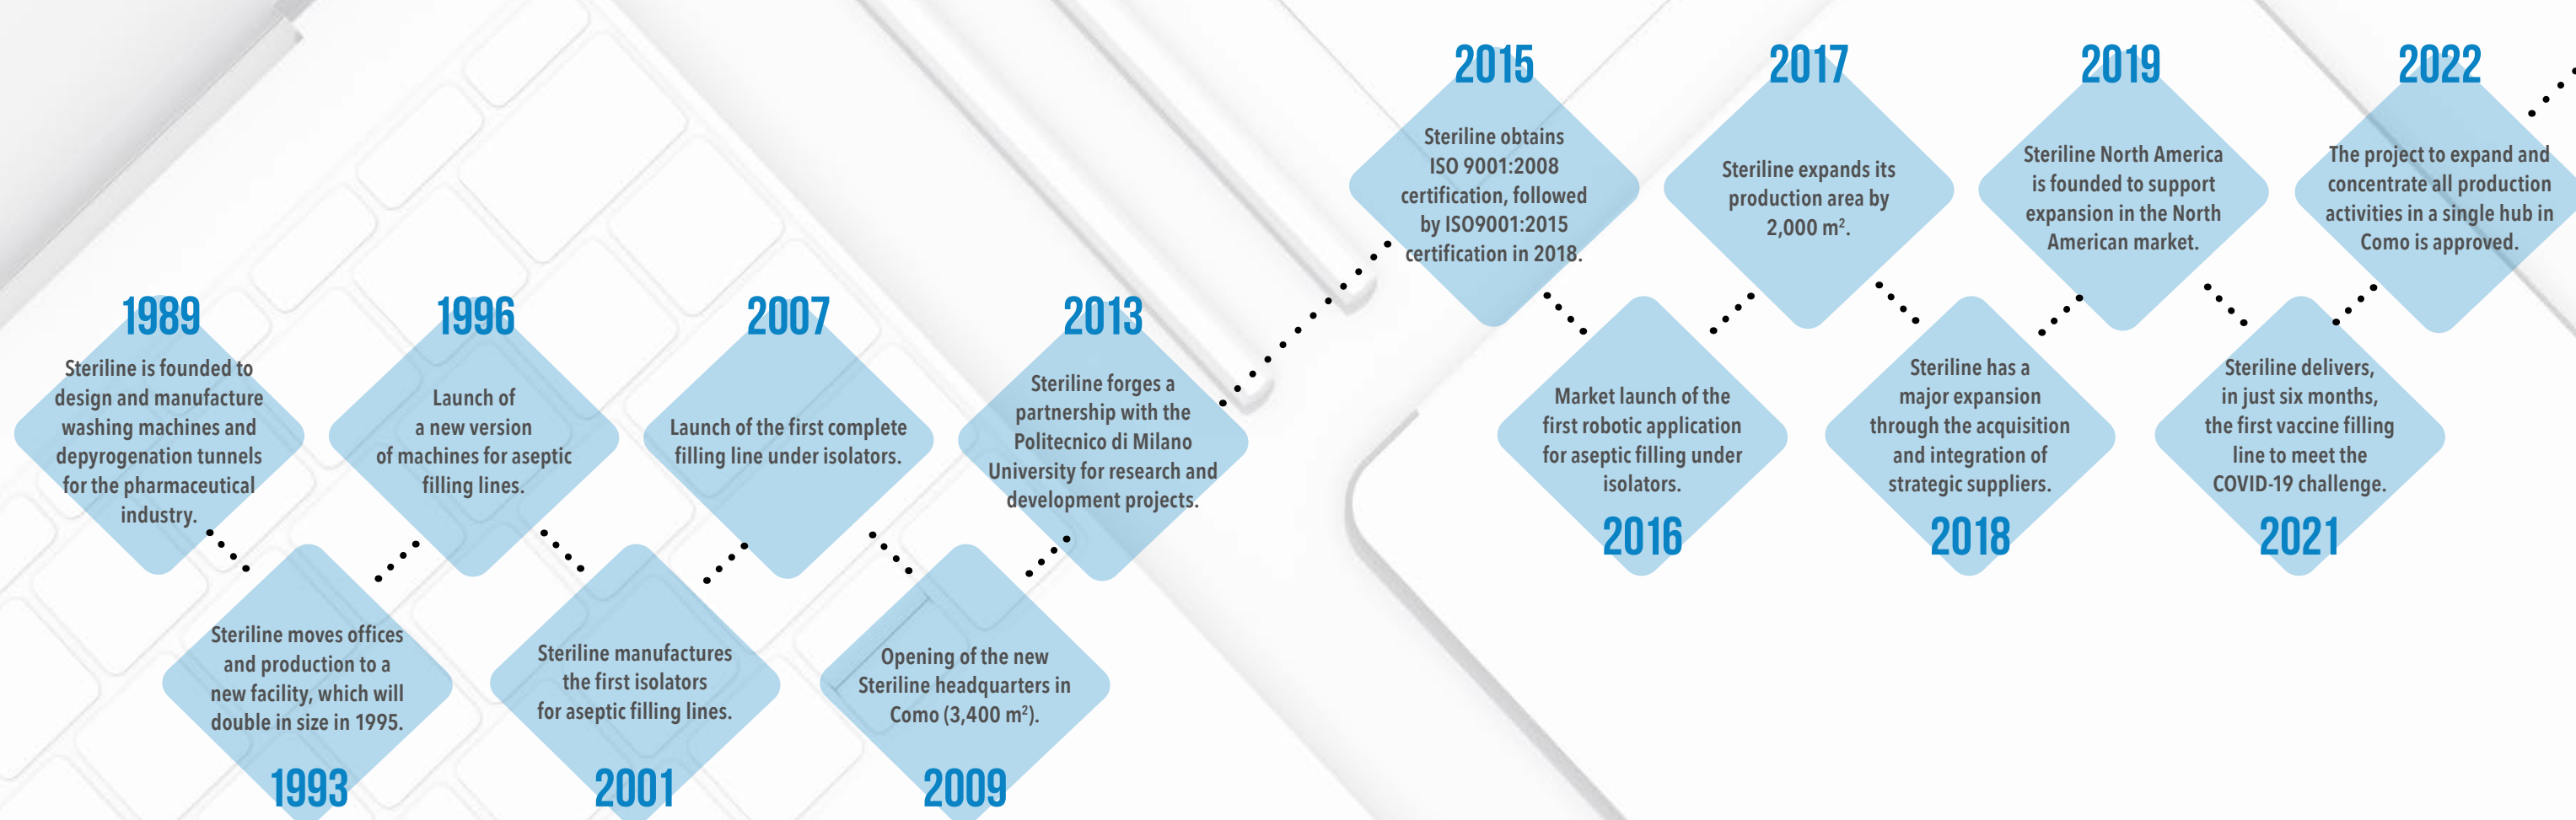 1989
Steriline is founded to
design and manufacture
washing machines and
depyrogenation tunnels
for the pharmaceutical
industry.
Steriline moves offices
and production to a
new facility, which will
double in size in 1995.
1993
1996
Launch of
a new version
of machines for aseptic
filling lines.
Steriline manufactures
the first isolators
for aseptic filling lines.
2001
2007
Launch of the first complete
filling line under isolators.
Opening of the new
Steriline headquarters in
Como (3,400 m²).
2009
2013
Steriline forges a
partnership with the
Politecnico di Milano
University for research and
development projects.
2015
Steriline obtains
ISO 9001:2008
certification, followed
by ISO9001:2015
certification in 2018.
Market launch of the
first robotic application
for aseptic filling under
isolators.
2016
2017
Steriline expands its
production area by
2,000 m².
Steriline has a
major expansion
through the acquisition
and integration of
strategic suppliers.
2018
2019
Steriline North America
is founded to support
expansion in the North
American market.
Steriline delivers,
in just six months,
the first vaccine filling
line to meet the
COVID-19 challenge.
2021
2022
The project to expand and
concentrate all production
activities in a single hub in
Como is approved.